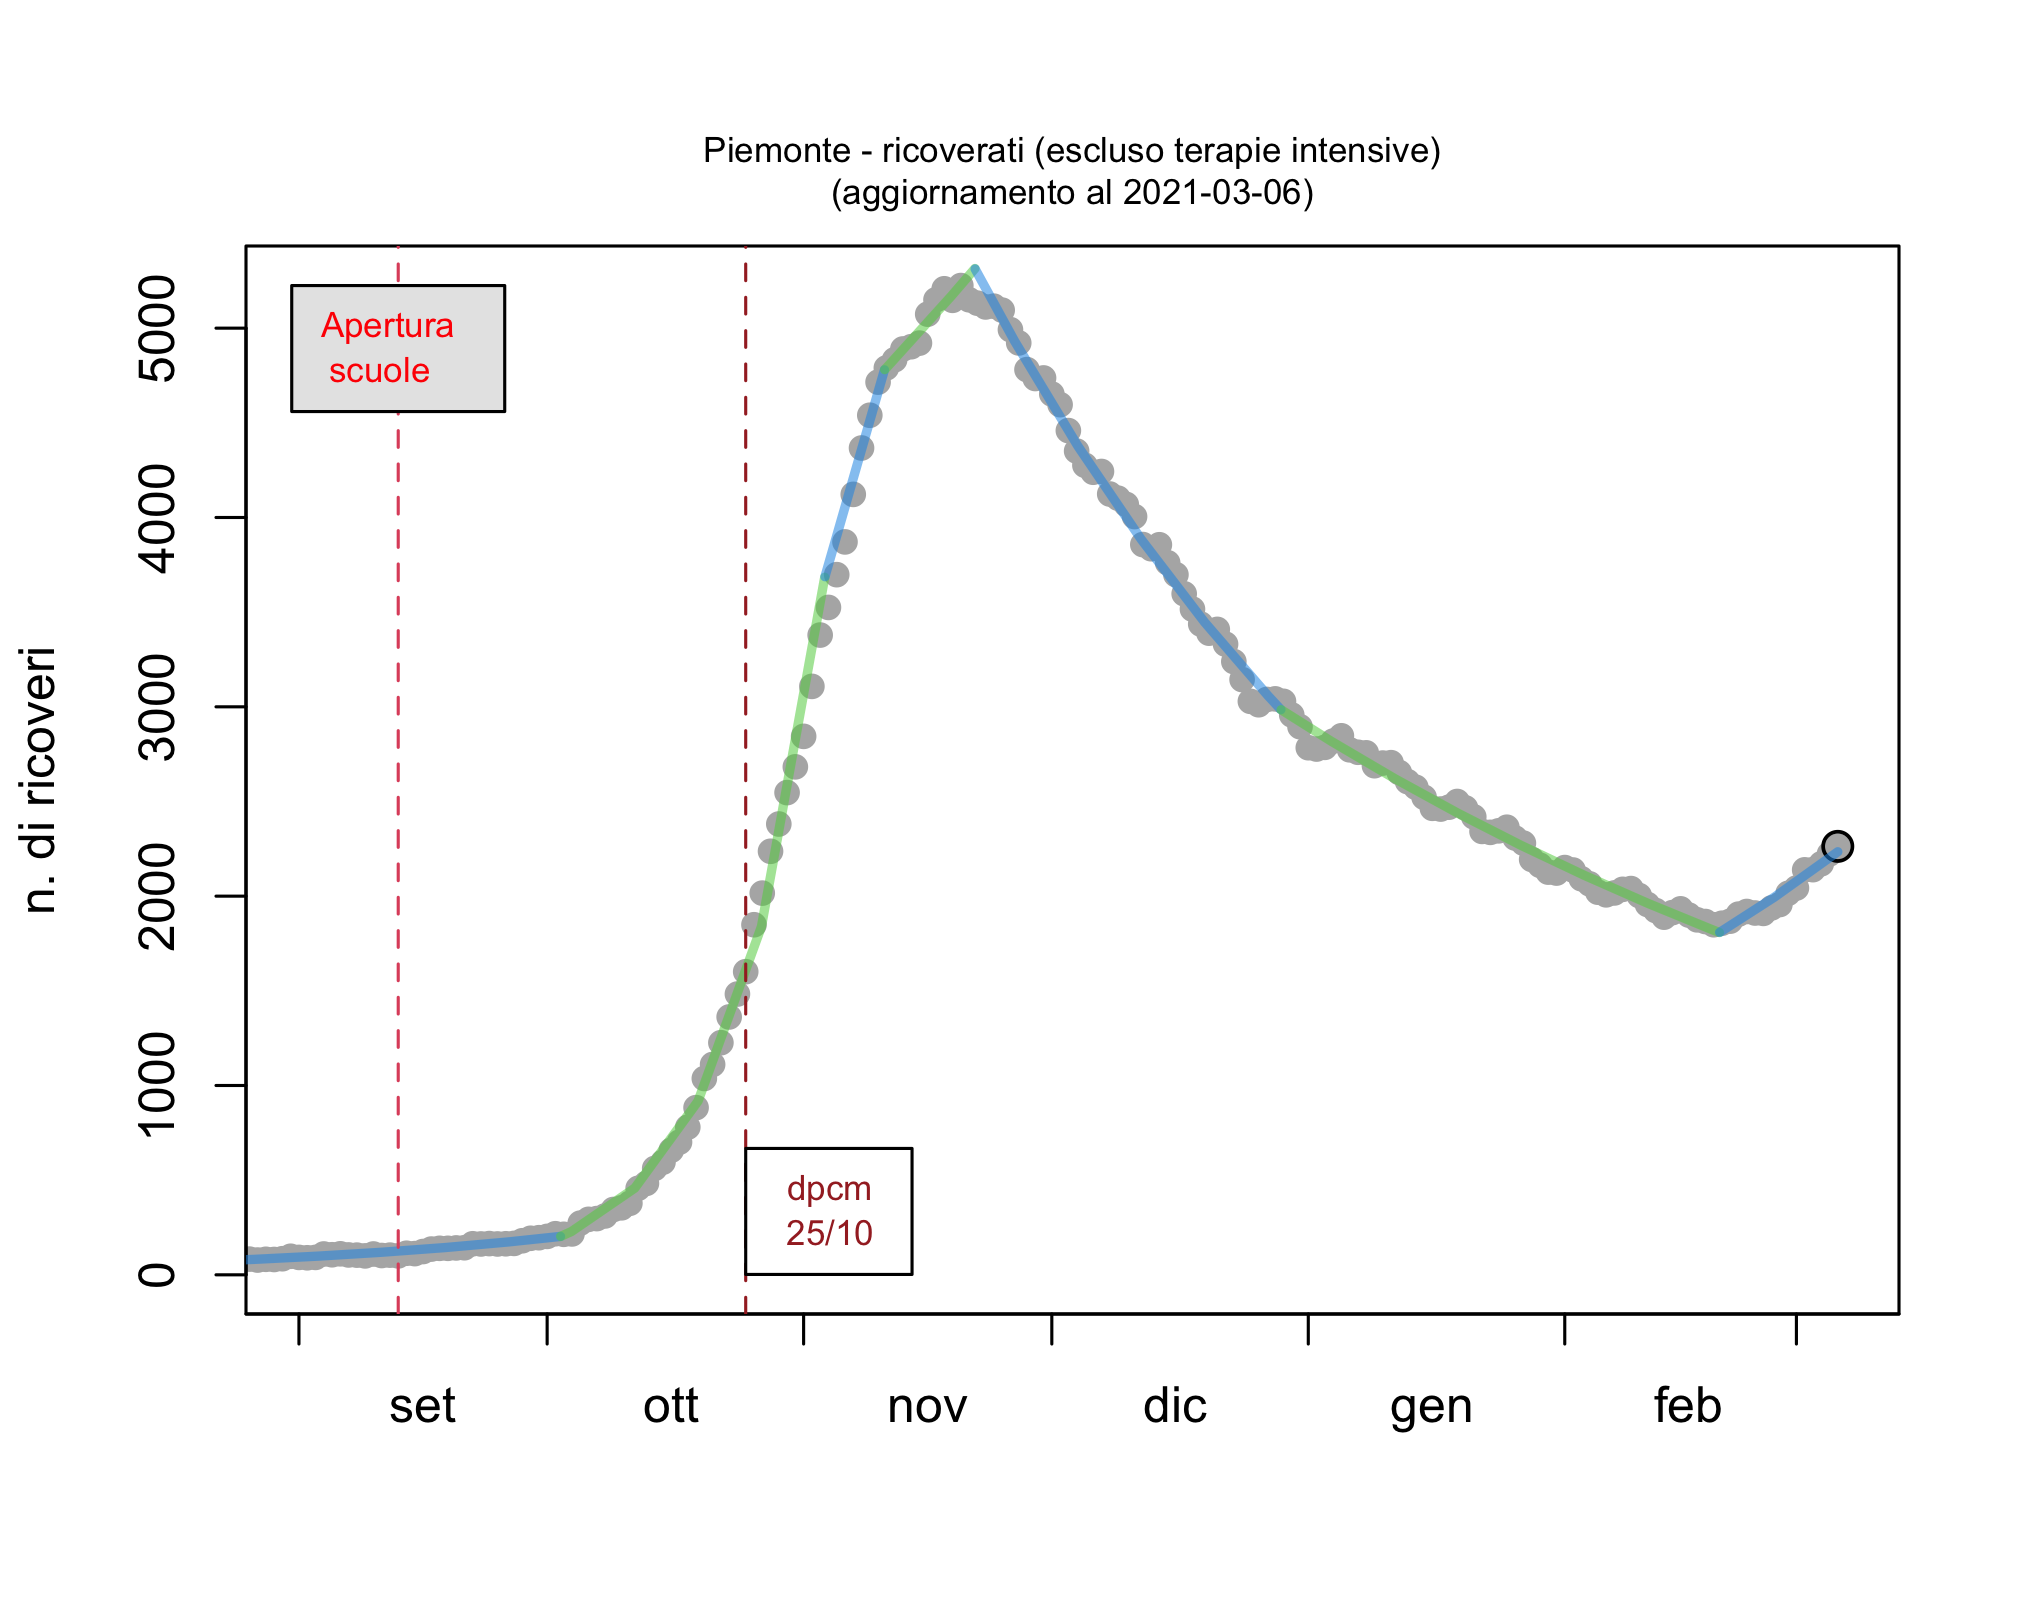 Piemonte - ricoverati (escluso terapie intensive)
(aggiornamento al 2021-03-06)
n. di ricoveri
5000
4000
3000
2000
1000
0
Apertura
scuole
dpcm
25/10
set
ott
nov
dic
gen
feb